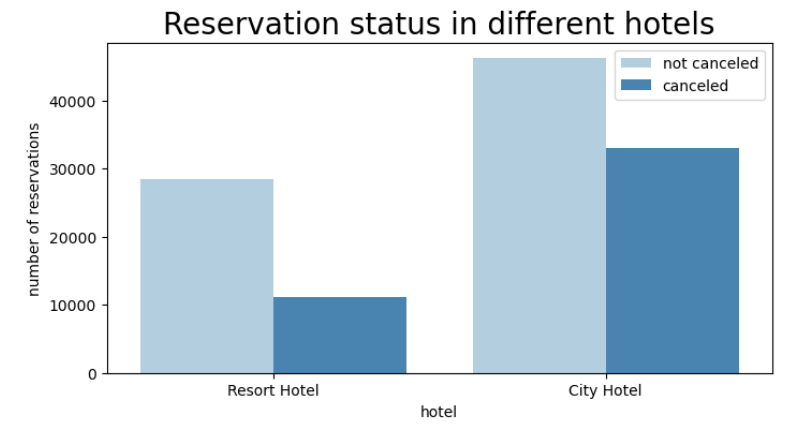 Reservation status in different hotels
not canceled
canceled
number of reservations
40000
30000
20000
10000
0
Resort Hotel
City Hotel
hotel